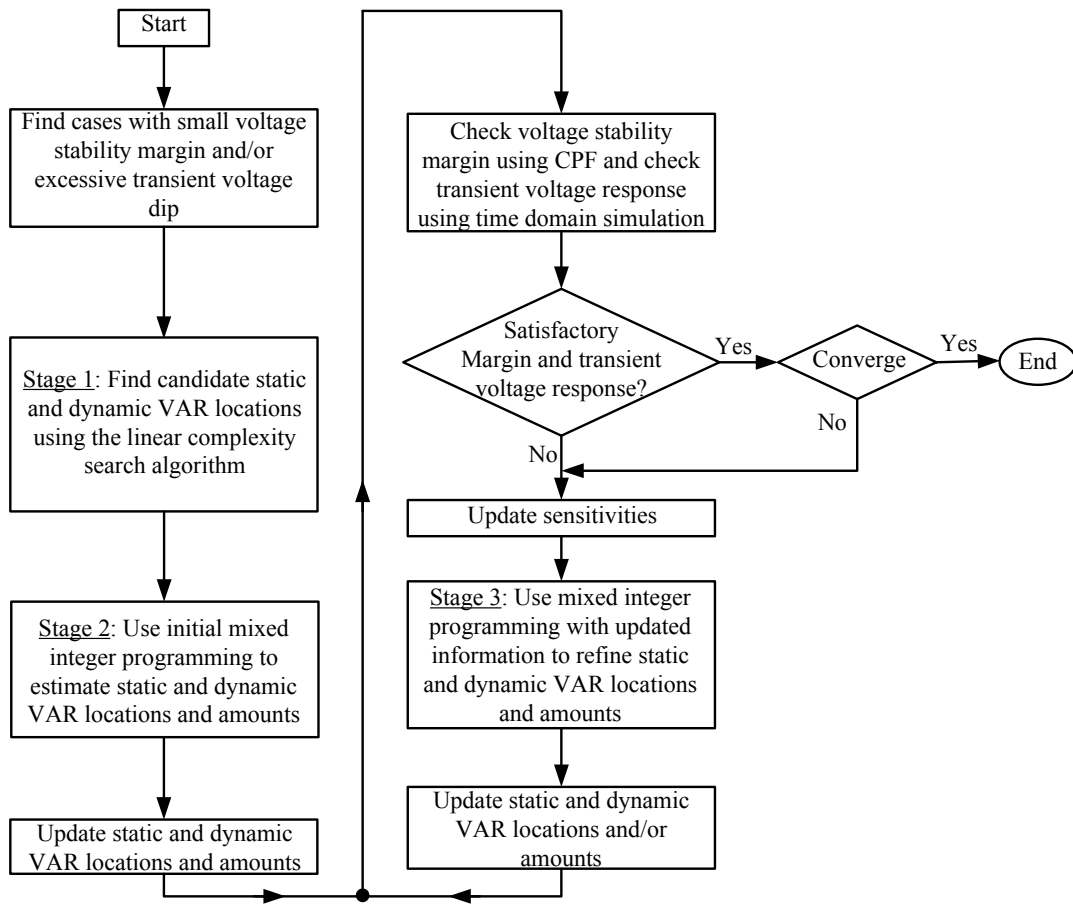 Start
Find cases with small voltage
stability margin and/or
excessive transient voltage
dip
Stage 1: Find candidate static
and dynamic VAR locations
using the linear complexity
search algorithm
Stage 2: Use initial mixed
integer programming to
estimate static and dynamic
VAR locations and amounts
Update static and dynamic
VAR locations and amounts
Check voltage stability
margin using CPF and check
transient voltage response
using time domain simulation
Satisfactory
Margin and transient
voltage response?
Yes
Converge
Yes
End
No
No
Update sensitivities
Stage 3: Use mixed integer
programming with updated
information to refine static
and dynamic VAR locations
and amounts
Update static and dynamic
VAR locations and/or
amounts